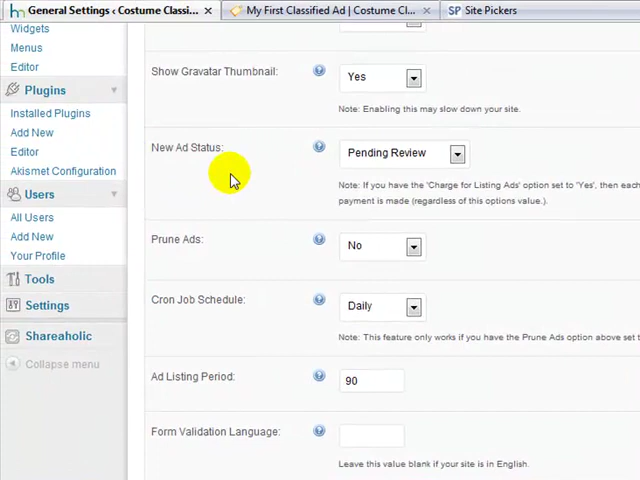 General Settings ‹ Costume Classi...
My First Classified Ad | Costume Cl...
SP Site Pickers
Widgets
Menus
Editor
Plugins
Installed Plugins
Add New
Editor
Akismet Configuration
Users
All Users
Add New
Your Profile
Tools
Settings
Shareaholic
Collapse menu
Show Gravatar Thumbnail:
Yes
Note: Enabling this may slow down your site.
New Ad Status:
Pending Review
Note: If you have the 'Charge for Listing Ads' option set to 'Yes', then each
payment is made (regardless of this options value.).
Prune Ads:
No
Cron Job Schedule:
Daily
Note: This feature only works if you have the Prune Ads option above set t
Ad Listing Period:
90
Form Validation Language:
Leave this value blank if your site is in English.